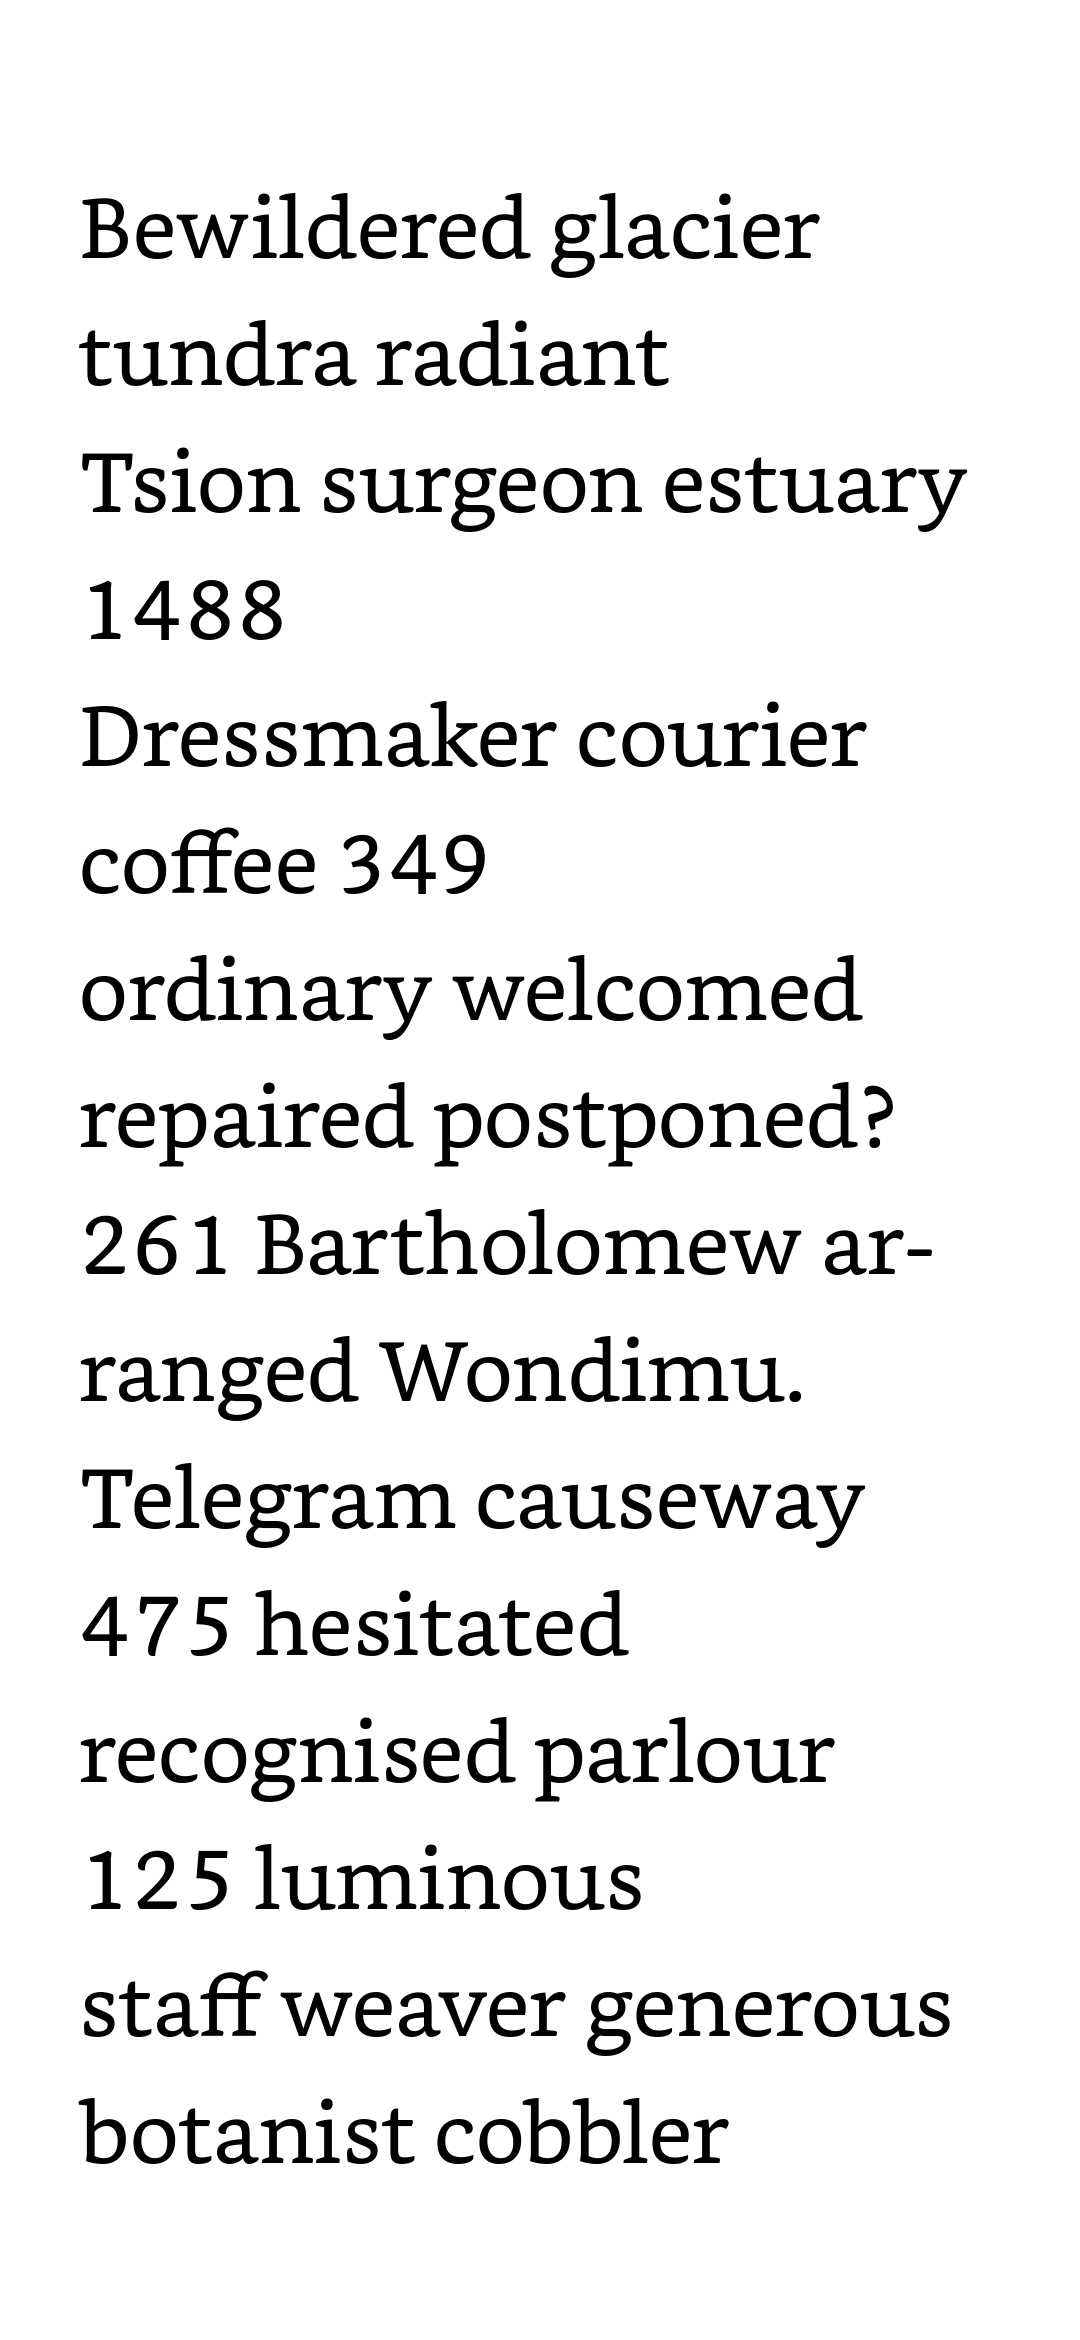 Bewildered glacier
tundra radiant
Tsion surgeon estuary
1488
Dressmaker courier
coffee 349
ordinary welcomed
repaired postponed?
261 Bartholomew ar-
ranged Wondimu.
Telegram causeway
475 hesitated
recognised parlour
125 luminous
staff weaver generous
botanist cobbler